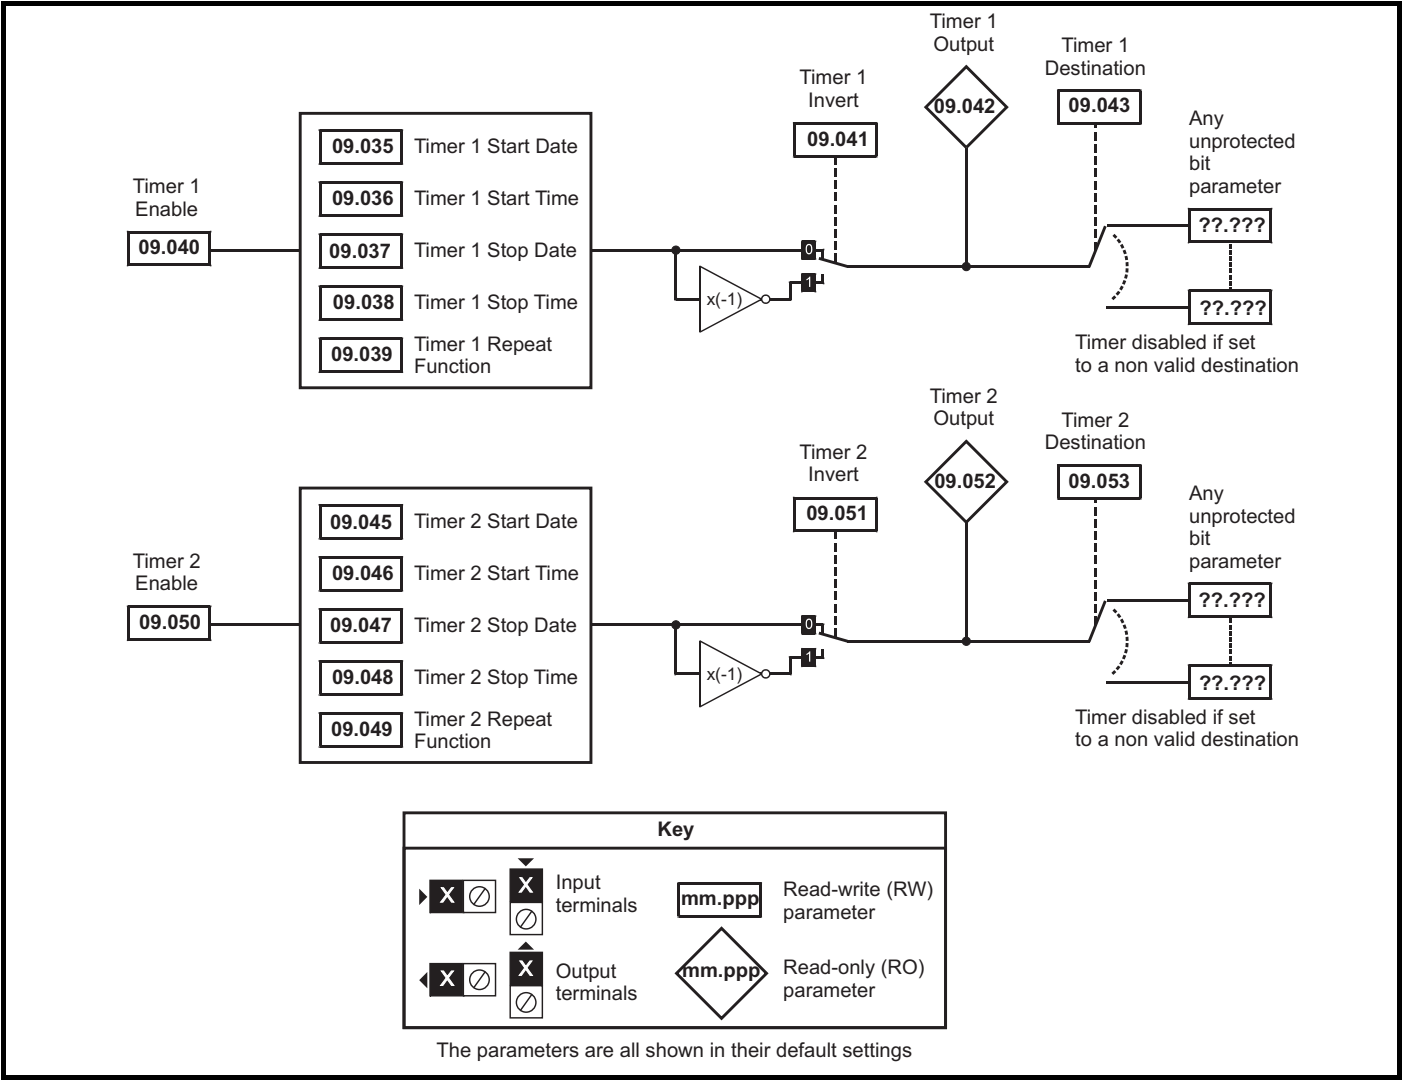 Timer 1
Enable
09.040
09.035 Timer 1 Start Date
09.036 Timer 1 Start Time
09.037 Timer 1 Stop Date
09.038 Timer 1 Stop Time
09.039 Timer 1 Repeat
Function
x(-1)
0
1
Timer 1
Invert
09.041
Timer 1
Output
09.042
Timer 1
Destination
09.043
Any
unprotected
bit
parameter
??.???
??.???
Timer disabled if set
to a non valid destination
Timer 2
Enable
09.050
09.045 Timer 2 Start Date
09.046 Timer 2 Start Time
09.047 Timer 2 Stop Date
09.048 Timer 2 Stop Time
09.049 Timer 2 Repeat
Function
x(-1)
0
1
Timer 2
Invert
09.051
Timer 2
Output
09.052
Timer 2
Destination
09.053
Any
unprotected
bit
parameter
??.???
??.???
Timer disabled if set
to a non valid destination
Key
X
X
Input
terminals
mm.ppp
Read-write (RW)
parameter
X
X
Output
terminals
mm.ppp
Read-only (RO)
parameter
The parameters are all shown in their default settings